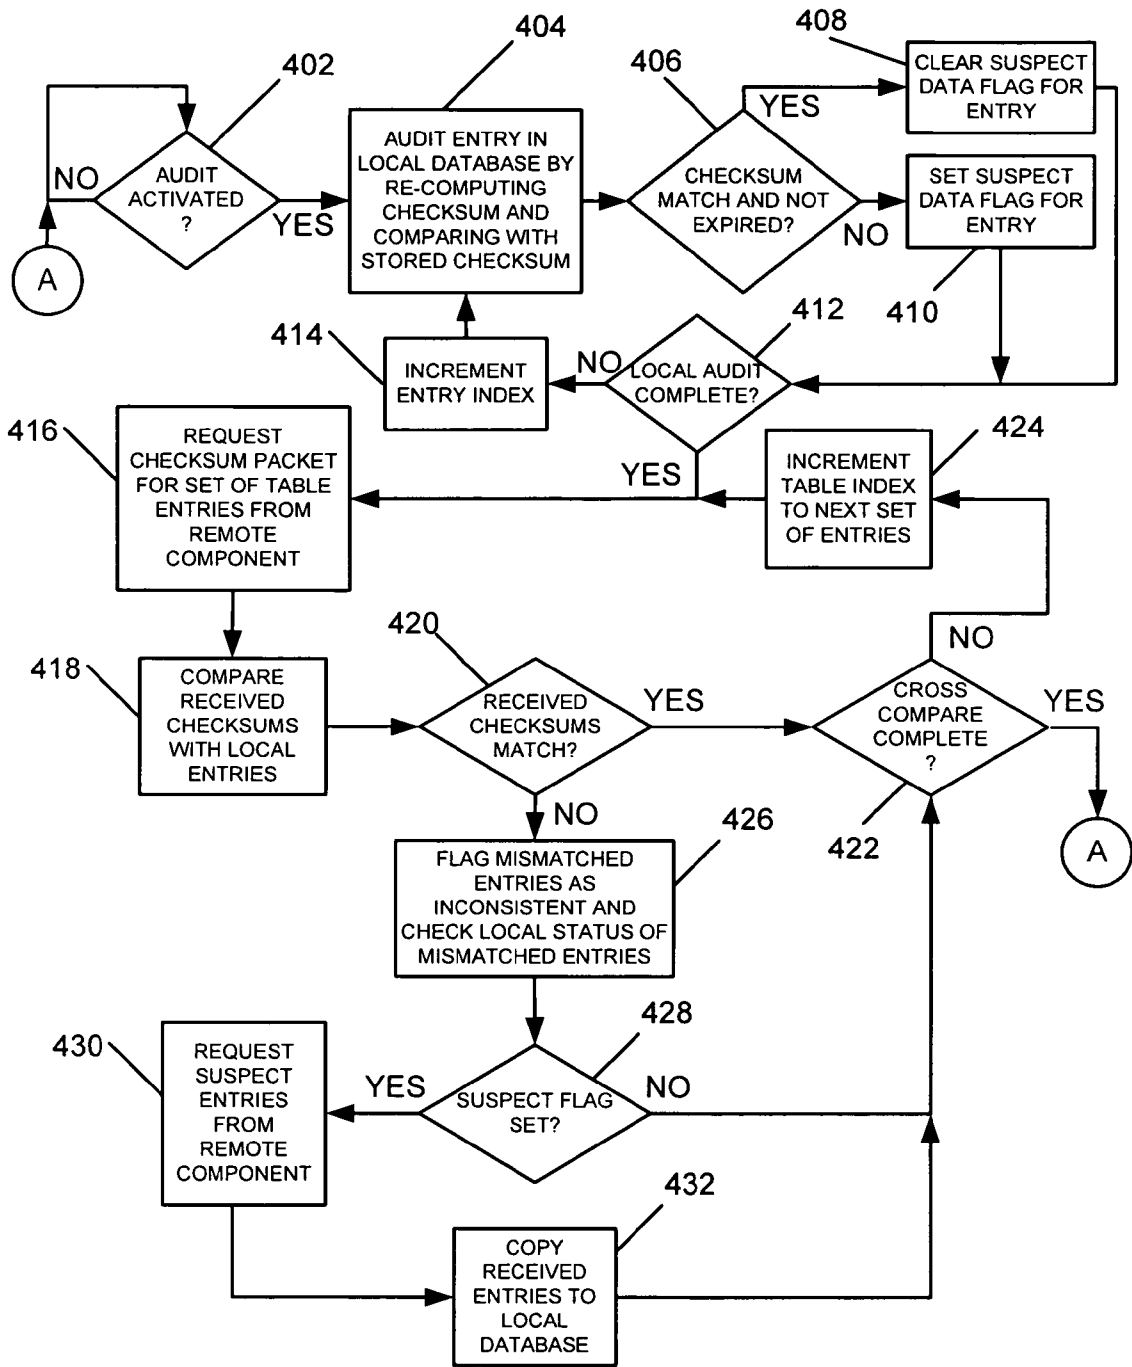 408
404
402
406
CLEAR SUSPECT
DATA FLAG FOR
ENTRY
YES
AUDIT ENTRY IN
LOCAL DATABASE BY
RE-COMPUTING
CHECKSUM AND
COMPARING WITH
STORED CHECKSUM
NO
AUDIT
ACTIVATED
?
YES
CHECKSUM
MATCH AND NOT
EXPIRED?
NO
SET SUSPECT
DATA FLAG FOR
ENTRY
A
410
412
414
INCREMENT
ENTRY INDEX
NO
LOCAL AUDIT
COMPLETE?
YES
416
REQUEST
CHECKSUM PACKET
FOR SET OF TABLE
ENTRIES FROM
REMOTE
COMPONENT
424
INCREMENT
TABLE INDEX
TO NEXT SET
OF ENTRIES
418
COMPARE
RECEIVED
CHECKSUMS
WITH LOCAL
ENTRIES
420
RECEIVED
CHECKSUMS
MATCH?
YES
NO
CROSS
COMPARE
COMPLETE
?
YES
422
A
NO
426
FLAG MISMATCHED
ENTRIES AS
INCONSISTENT AND
CHECK LOCAL STATUS OF
MISMATCHED ENTRIES
428
SUSPECT FLAG
SET?
YES
NO
430
REQUEST
SUSPECT
ENTRIES
FROM
REMOTE
COMPONENT
432
COPY
RECEIVED
ENTRIES TO
LOCAL
DATABASE